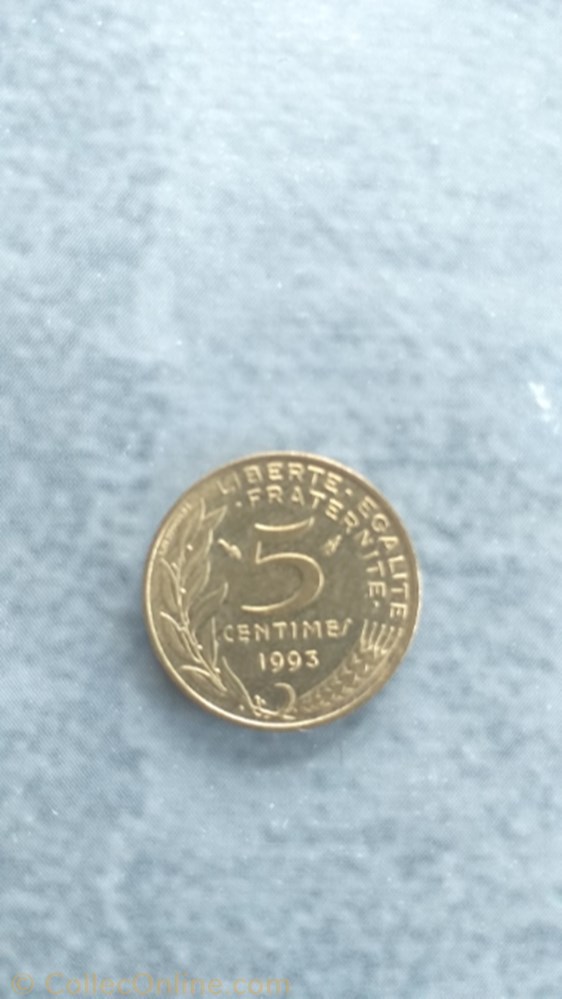 LIBERTE · EGALITE
· FRATERNITE ·
5
CENTIMES
1993
© CollecOnline.com